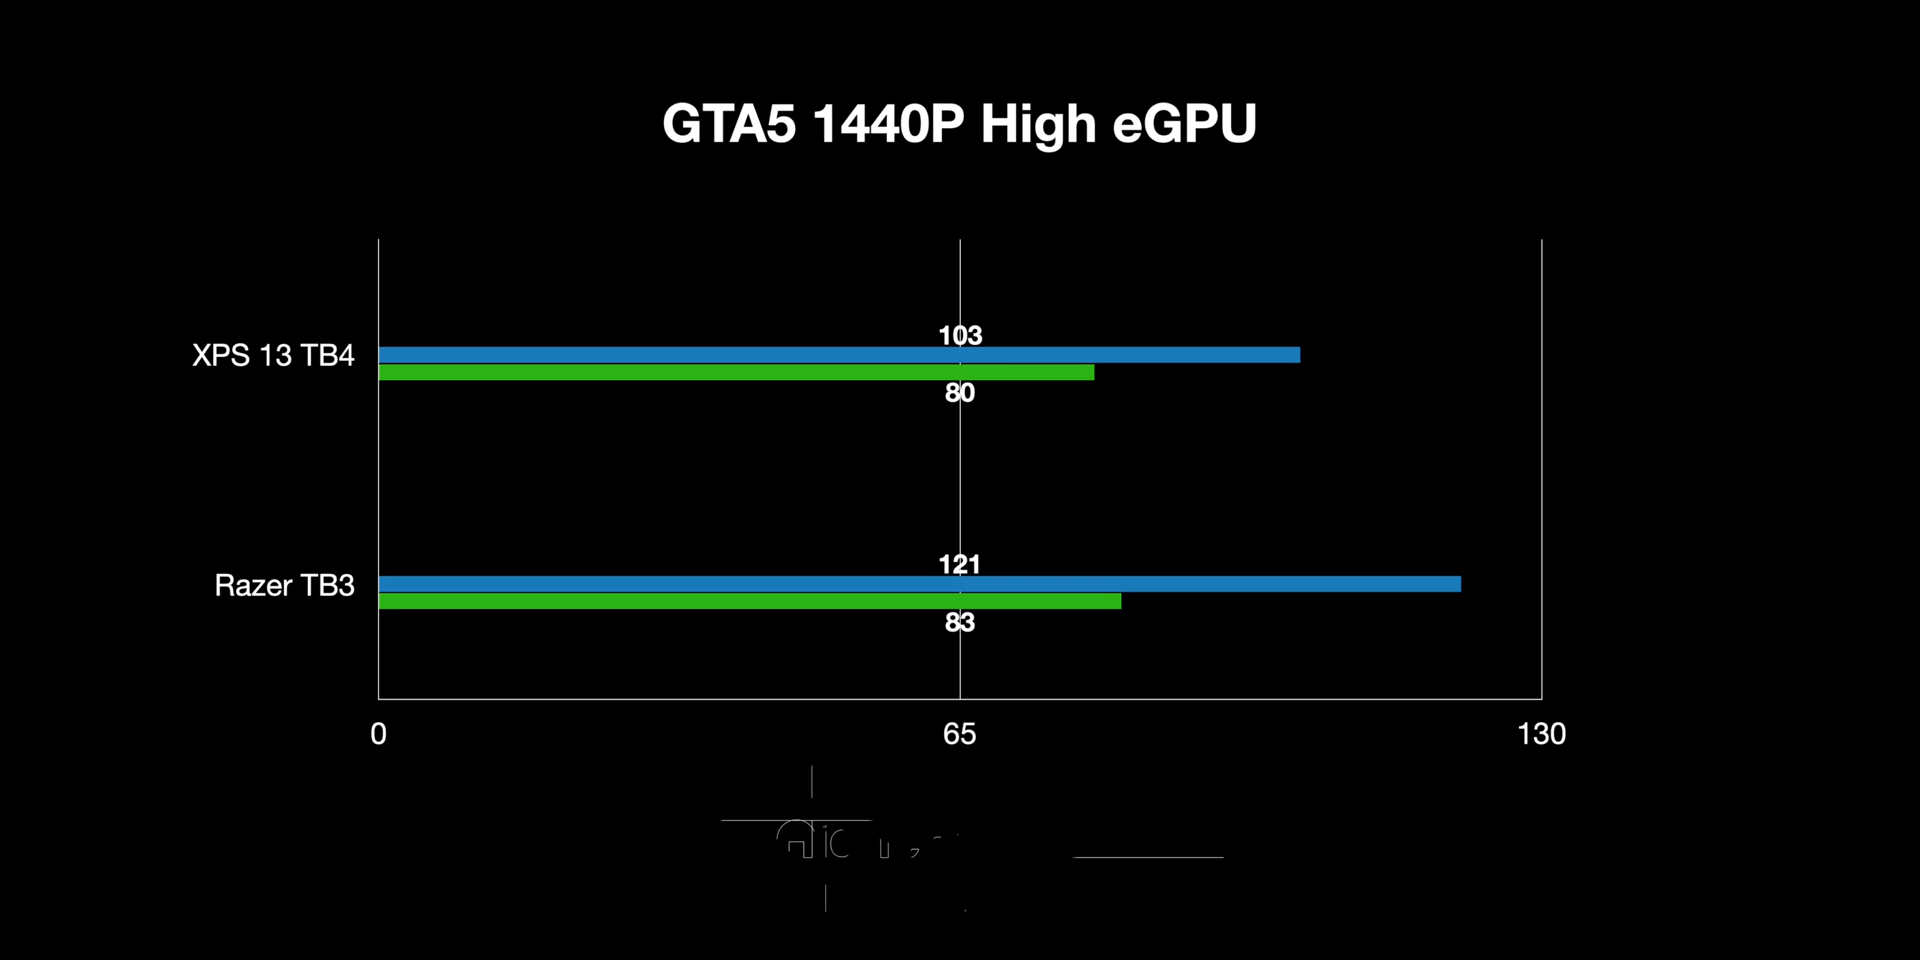 GTA5 1440P High eGPU
XPS 13 TB4
103
80
Razer TB3
121
83
0 65 130